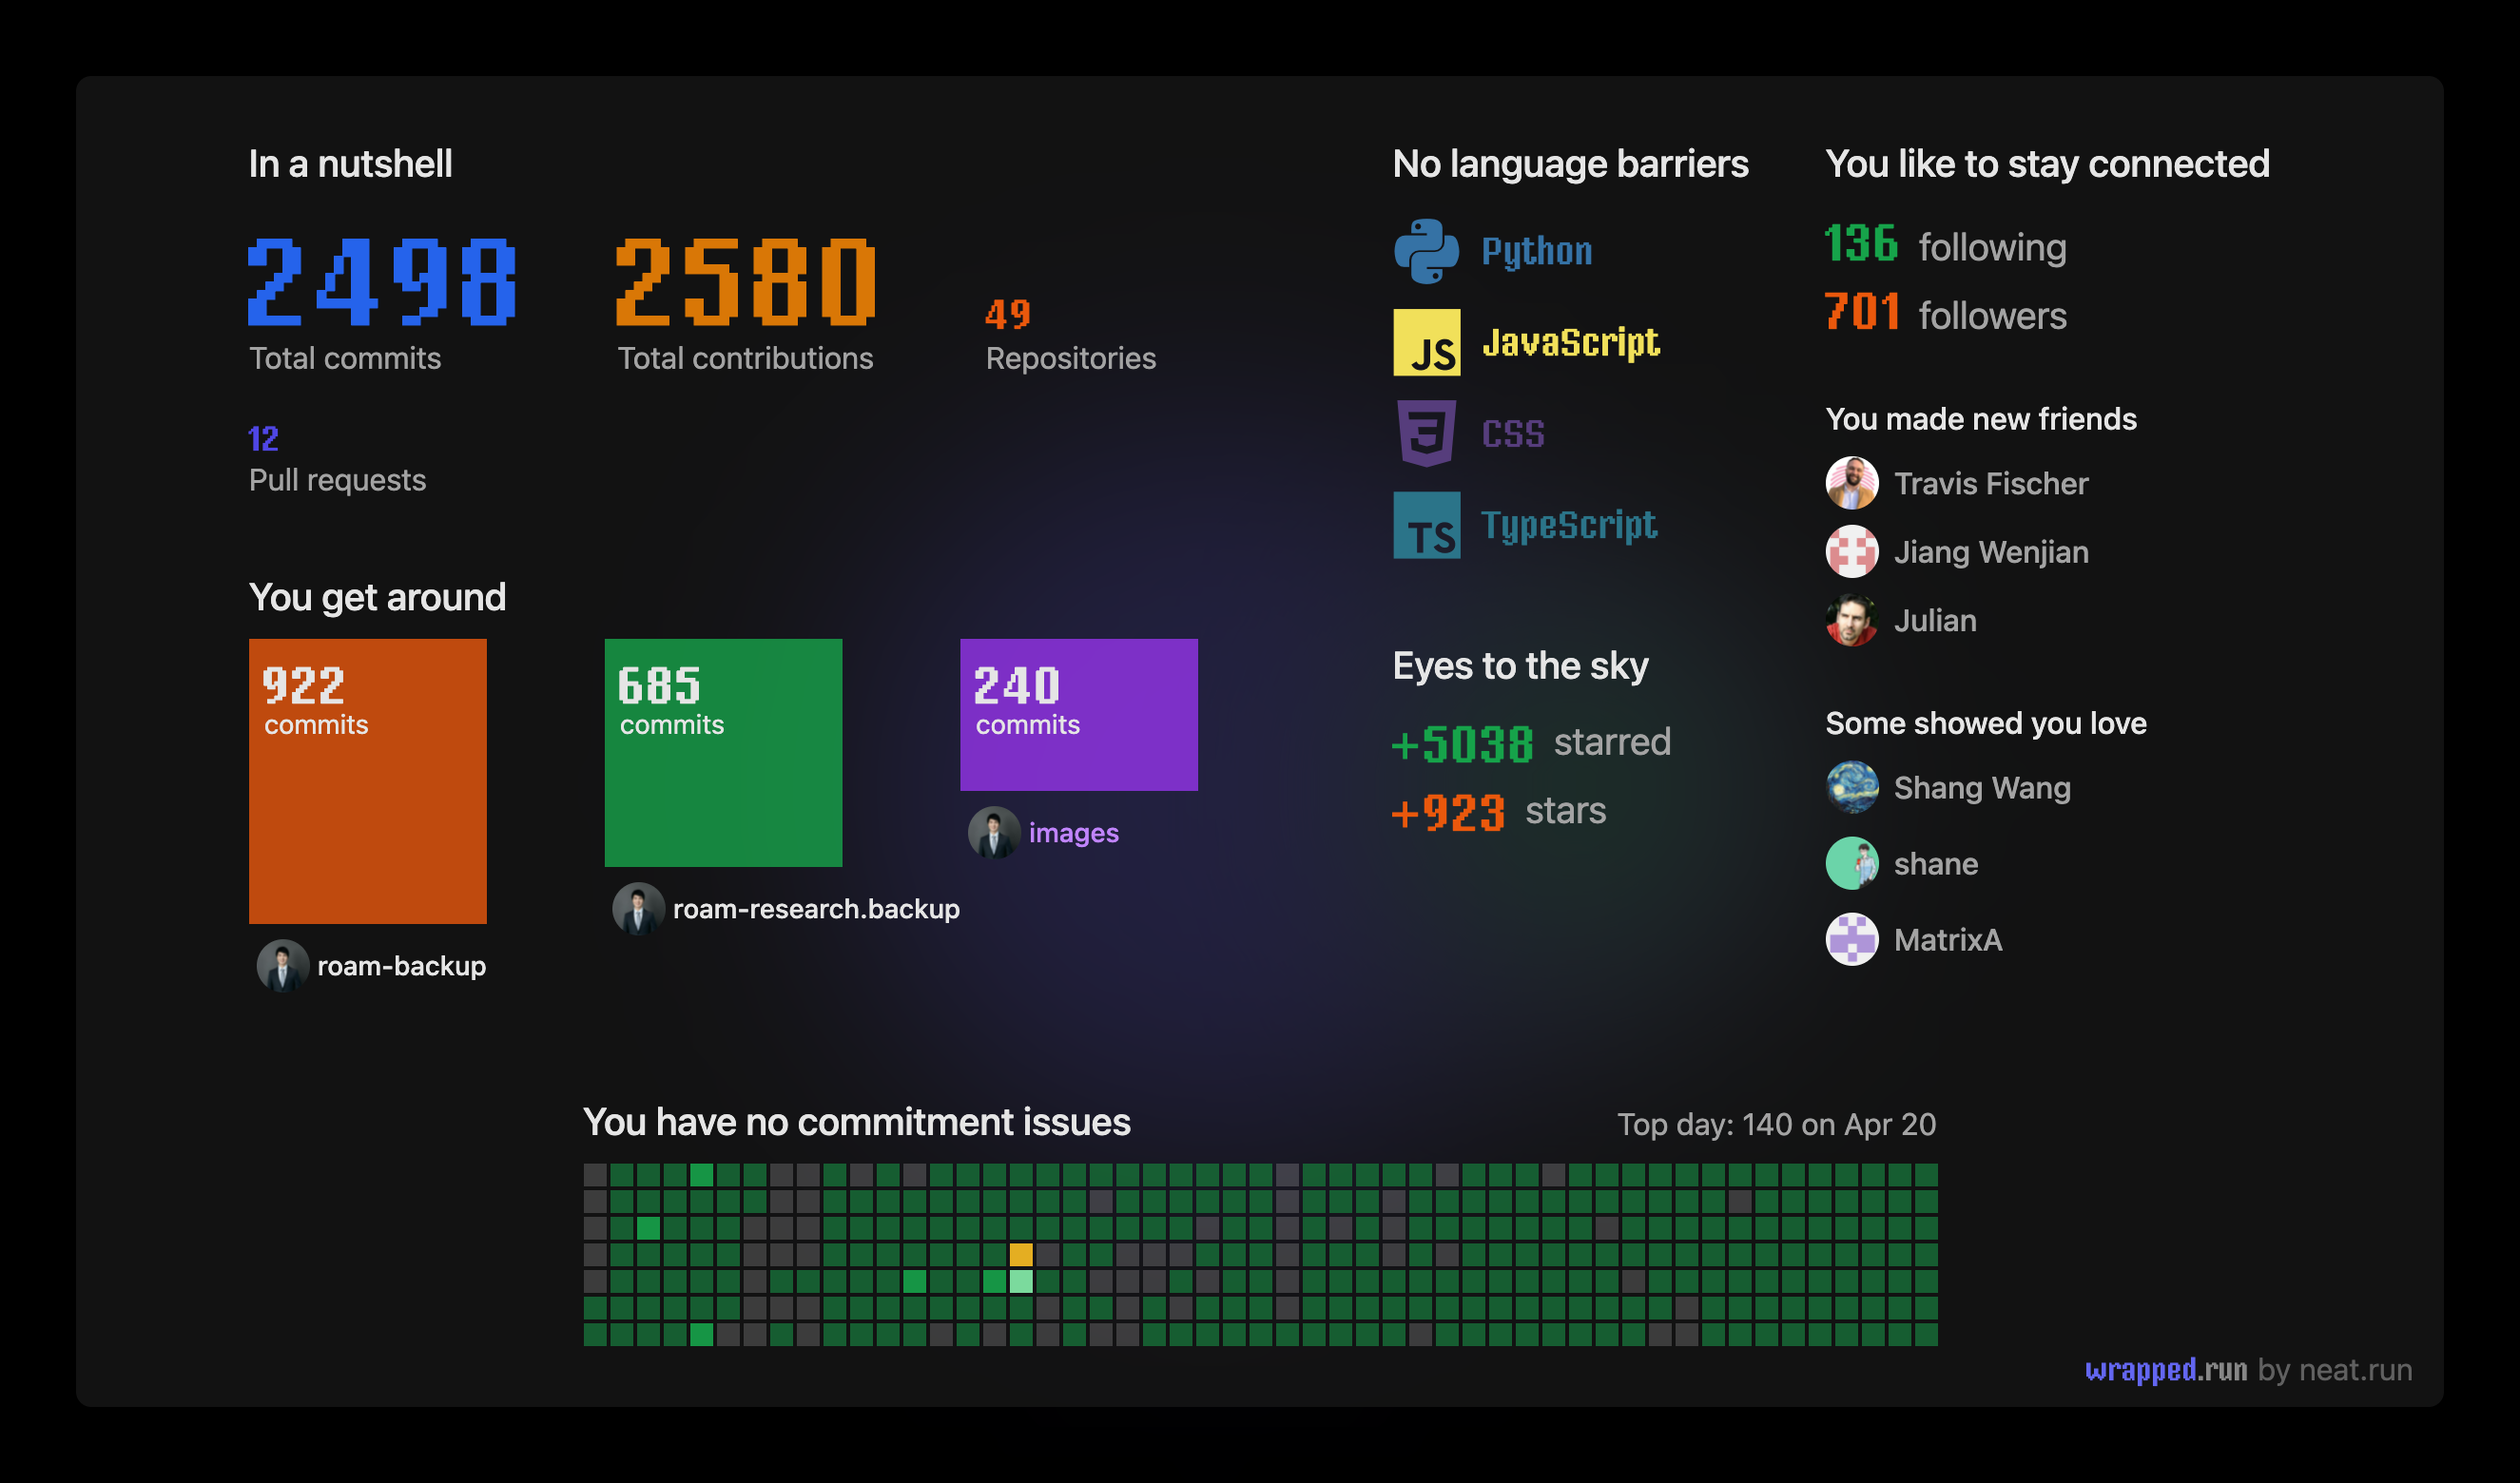 In a nutshell
2498
Total commits
2580
Total contributions
49
Repositories
12
Pull requests
You get around
922
commits
roam-backup
685
commits
roam-research.backup
240
commits
images
No language barriers
Python
JS JavaScript
CSS
TS TypeScript
Eyes to the sky
+5038 starred
+923 stars
You like to stay connected
136 following
701 followers
You made new friends
Travis Fischer
Jiang Wenjian
Julian
Some showed you love
Shang Wang
shane
MatrixA
You have no commitment issues
Top day: 140 on Apr 20
wrapped.run by neat.run